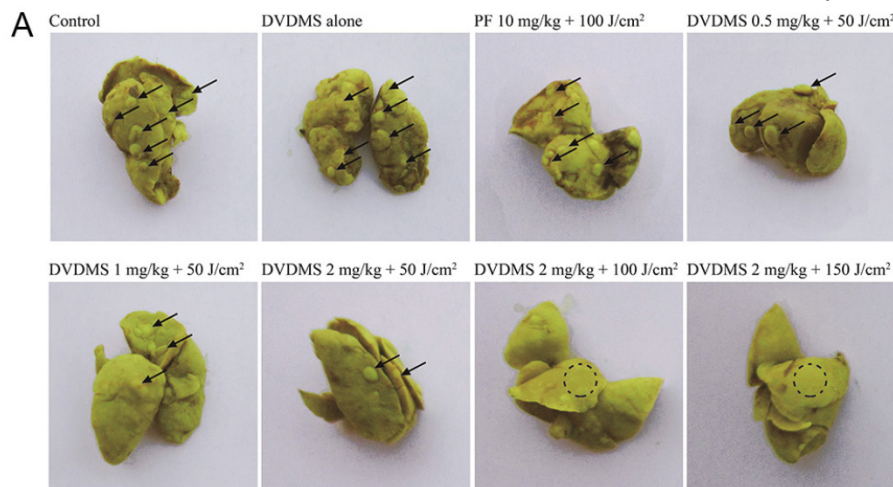 A
Control
DVDMS alone
PF 10 mg/kg + 100 J/cm²
DVDMS 0.5 mg/kg + 50 J/cm²
DVDMS 1 mg/kg + 50 J/cm²
DVDMS 2 mg/kg + 50 J/cm²
DVDMS 2 mg/kg + 100 J/cm²
DVDMS 2 mg/kg + 150 J/cm²